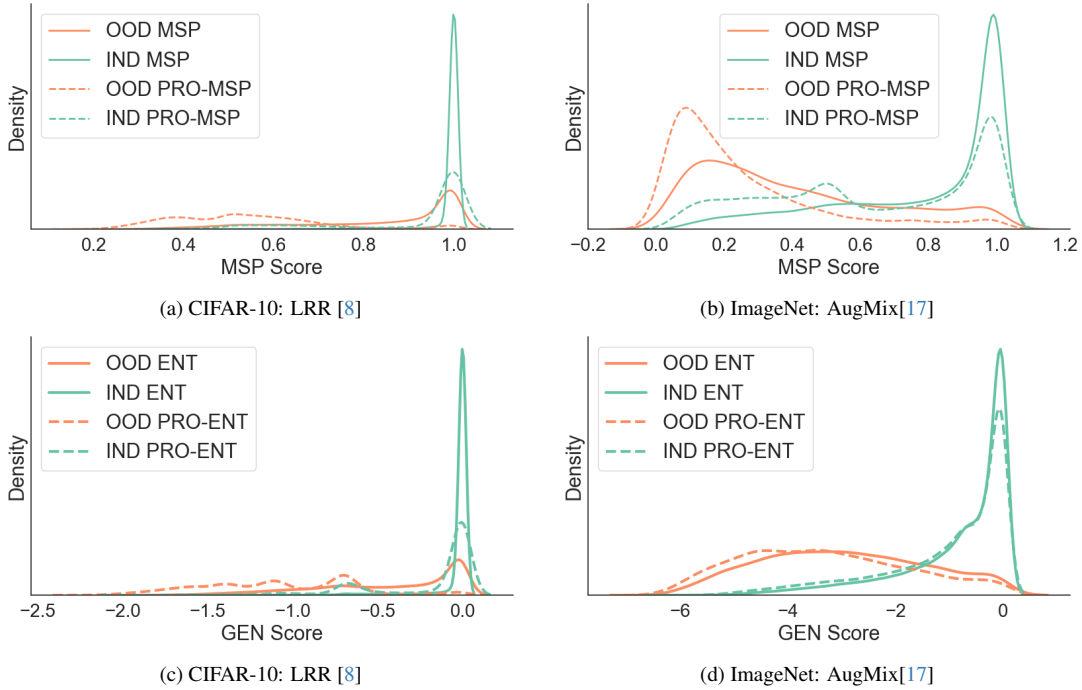 Density
OOD MSP
IND MSP
OOD PRO-MSP
IND PRO-MSP
0.2 0.4 0.6 0.8 1.0
MSP Score
(a) CIFAR-10: LRR [8]
Density
OOD MSP
IND MSP
OOD PRO-MSP
IND PRO-MSP
−0.2 0.0 0.2 0.4 0.6 0.8 1.0 1.2
MSP Score
(b) ImageNet: AugMix[17]
Density
OOD ENT
IND ENT
OOD PRO-ENT
IND PRO-ENT
−2.5 −2.0 −1.5 −1.0 −0.5 0.0
GEN Score
(c) CIFAR-10: LRR [8]
Density
OOD ENT
IND ENT
OOD PRO-ENT
IND PRO-ENT
−6 −4 −2 0
GEN Score
(d) ImageNet: AugMix[17]